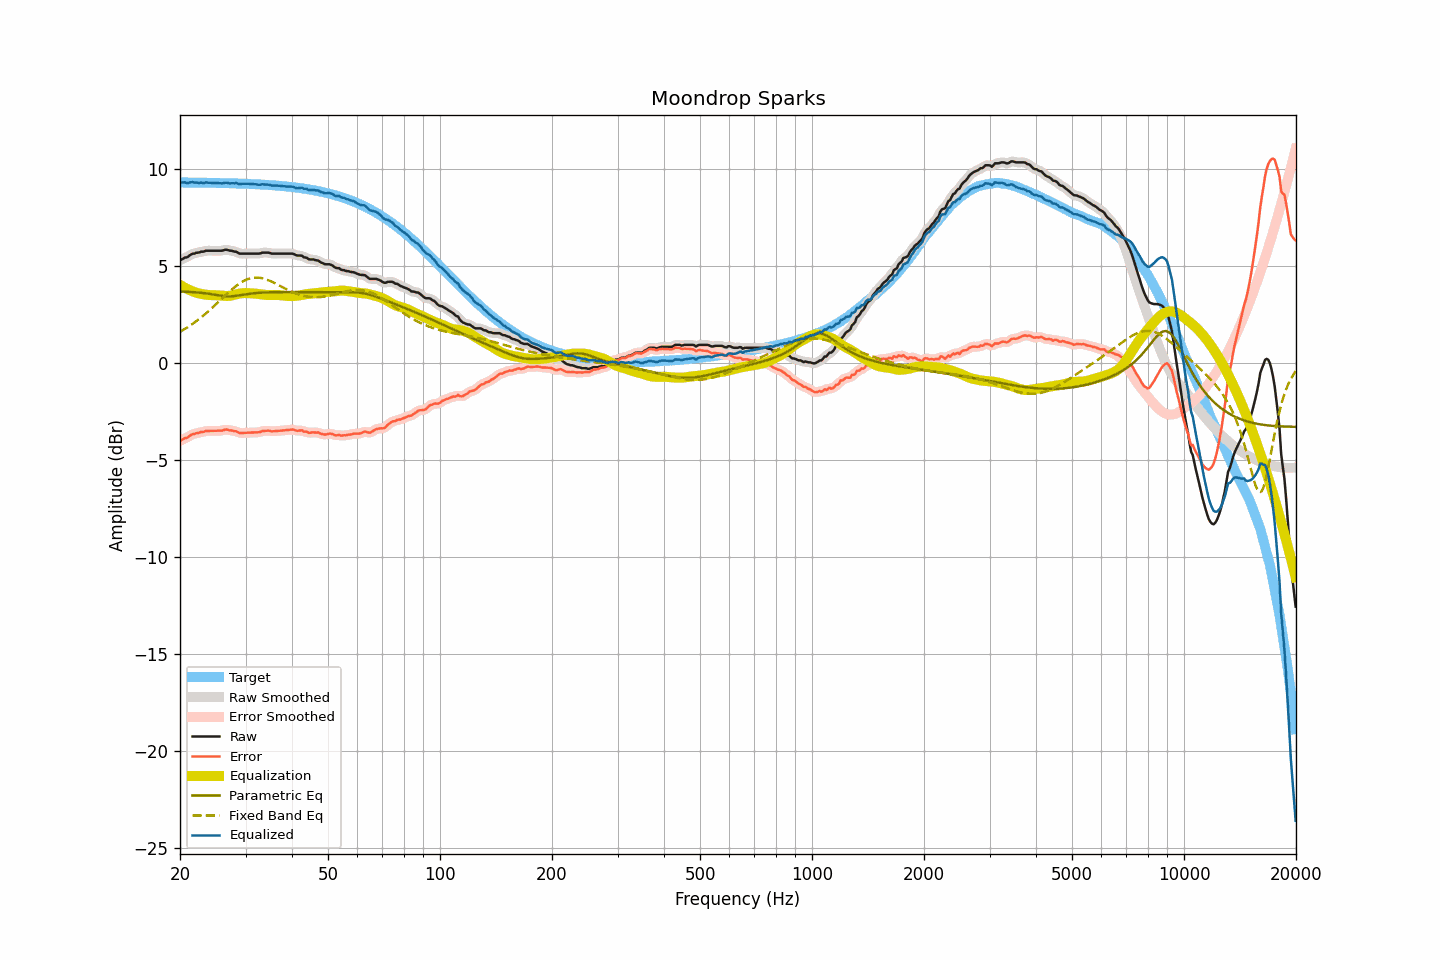 Moondrop Sparks
Amplitude (dBr)
10
5
0
−5
−10
−15
−20
−25
Target
Raw Smoothed
Error Smoothed
Raw
Error
Equalization
Parametric Eq
Fixed Band Eq
Equalized
20 50 100 200 500 1000 2000 5000 10000 20000
Frequency (Hz)